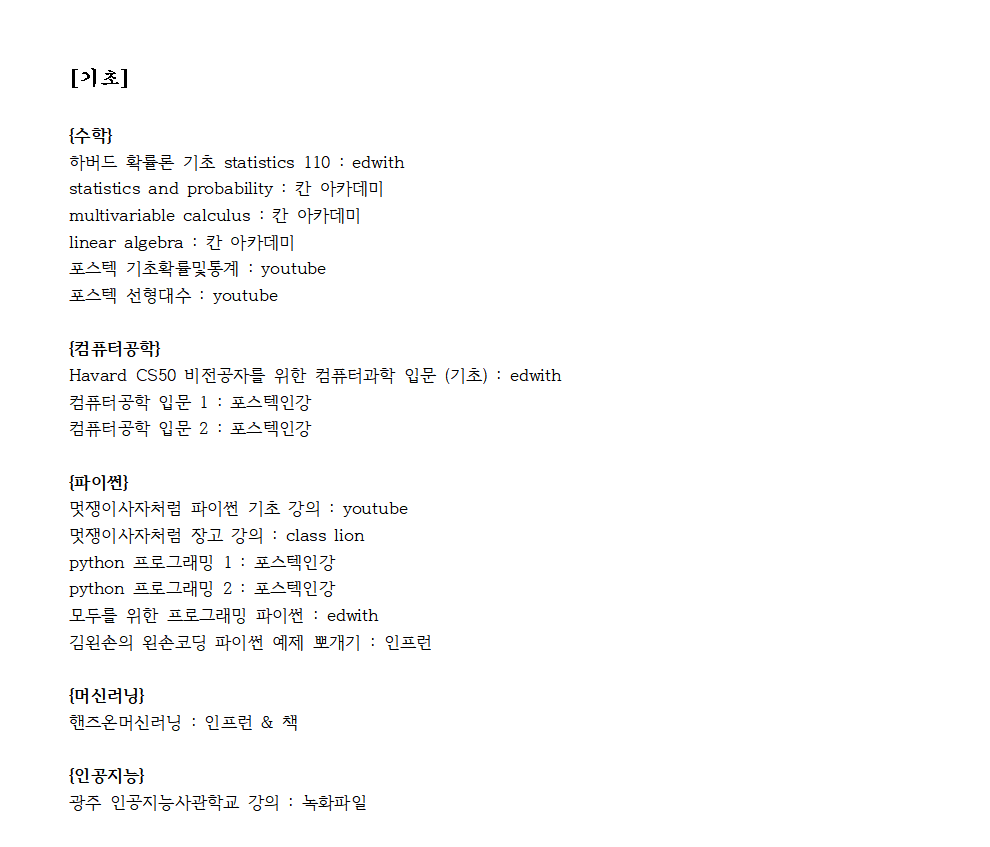 [기초]
{수학}
하버드 확률론 기초 statistics 110 : edwith
statistics and probability : 칸 아카데미
multivariable calculus : 칸 아카데미
linear algebra : 칸 아카데미
포스텍 기초확률및통계 : youtube
포스텍 선형대수 : youtube
{컴퓨터공학}
Havard CS50 비전공자를 위한 컴퓨터과학 입문 (기초) : edwith
컴퓨터공학 입문 1 : 포스텍인강
컴퓨터공학 입문 2 : 포스텍인강
{파이썬}
멋쟁이사자처럼 파이썬 기초 강의 : youtube
멋쟁이사자처럼 장고 강의 : class lion
python 프로그래밍 1 : 포스텍인강
python 프로그래밍 2 : 포스텍인강
모두를 위한 프로그래밍 파이썬 : edwith
김왼손의 왼손코딩 파이썬 예제 뽀개기 : 인프런
{머신러닝}
핸즈온머신러닝 : 인프런 & 책
{인공지능}
광주 인공지능사관학교 강의 : 녹화파일